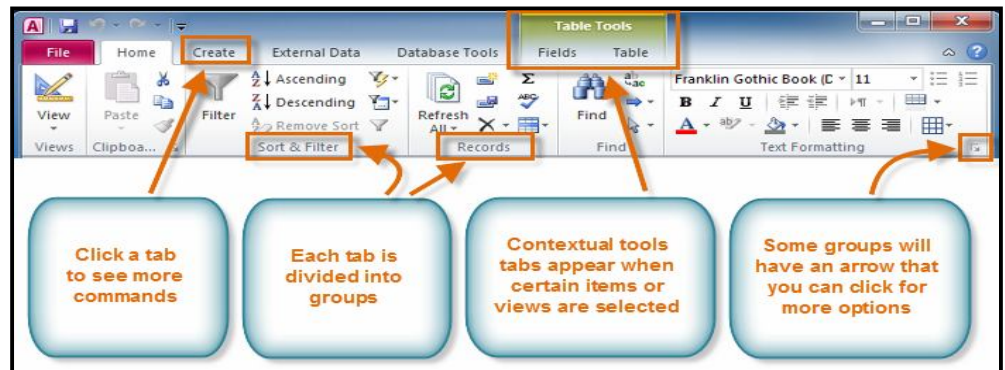 A
Table Tools
File Home Create External Data Database Tools Fields Table
View Paste Filter Ascending Descending Remove Sort Refresh All Find Franklin Gothic Book (D 11
B I U
Views Clipboa... Sort & Filter Records Find Text Formatting
Click a tab
to see more
commands
Each tab is
divided into
groups
Contextual tools
tabs appear when
certain items or
views are selected
Some groups will
have an arrow that
you can click for
more options